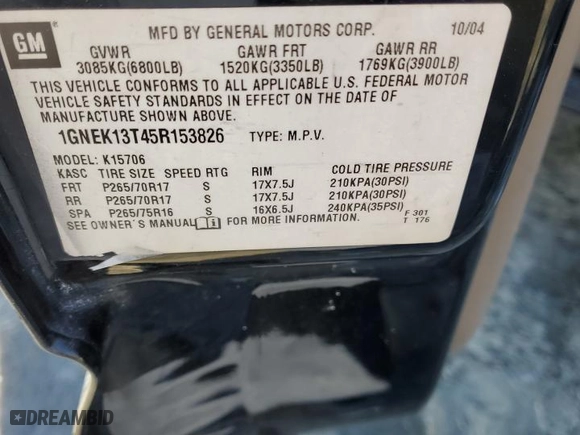 GM
MFD BY GENERAL MOTORS CORP. 10/04
GVWR GAWR FRT GAWR RR
3085KG(6800LB) 1520KG(3350LB) 1769KG(3900LB)
THIS VEHICLE CONFORMS TO ALL APPLICABLE U.S. FEDERAL MOTOR
VEHICLE SAFETY STANDARDS IN EFFECT ON THE DATE OF
MANUFACTURE SHOWN ABOVE.
1GNEK13T45R153826 TYPE: M.P.V.
MODEL: K15706
KASC TIRE SIZE SPEED RTG RIM COLD TIRE PRESSURE
FRT P265/70R17 S 17X7.5J 210KPA(30PSI)
RR P265/70R17 S 17X7.5J 210KPA(30PSI)
SPA P265/75R16 S 16X6.5J 240KPA(35PSI)
SEE OWNER'S MANUAL i FOR MORE INFORMATION. F 301
T 176
DREAMBID